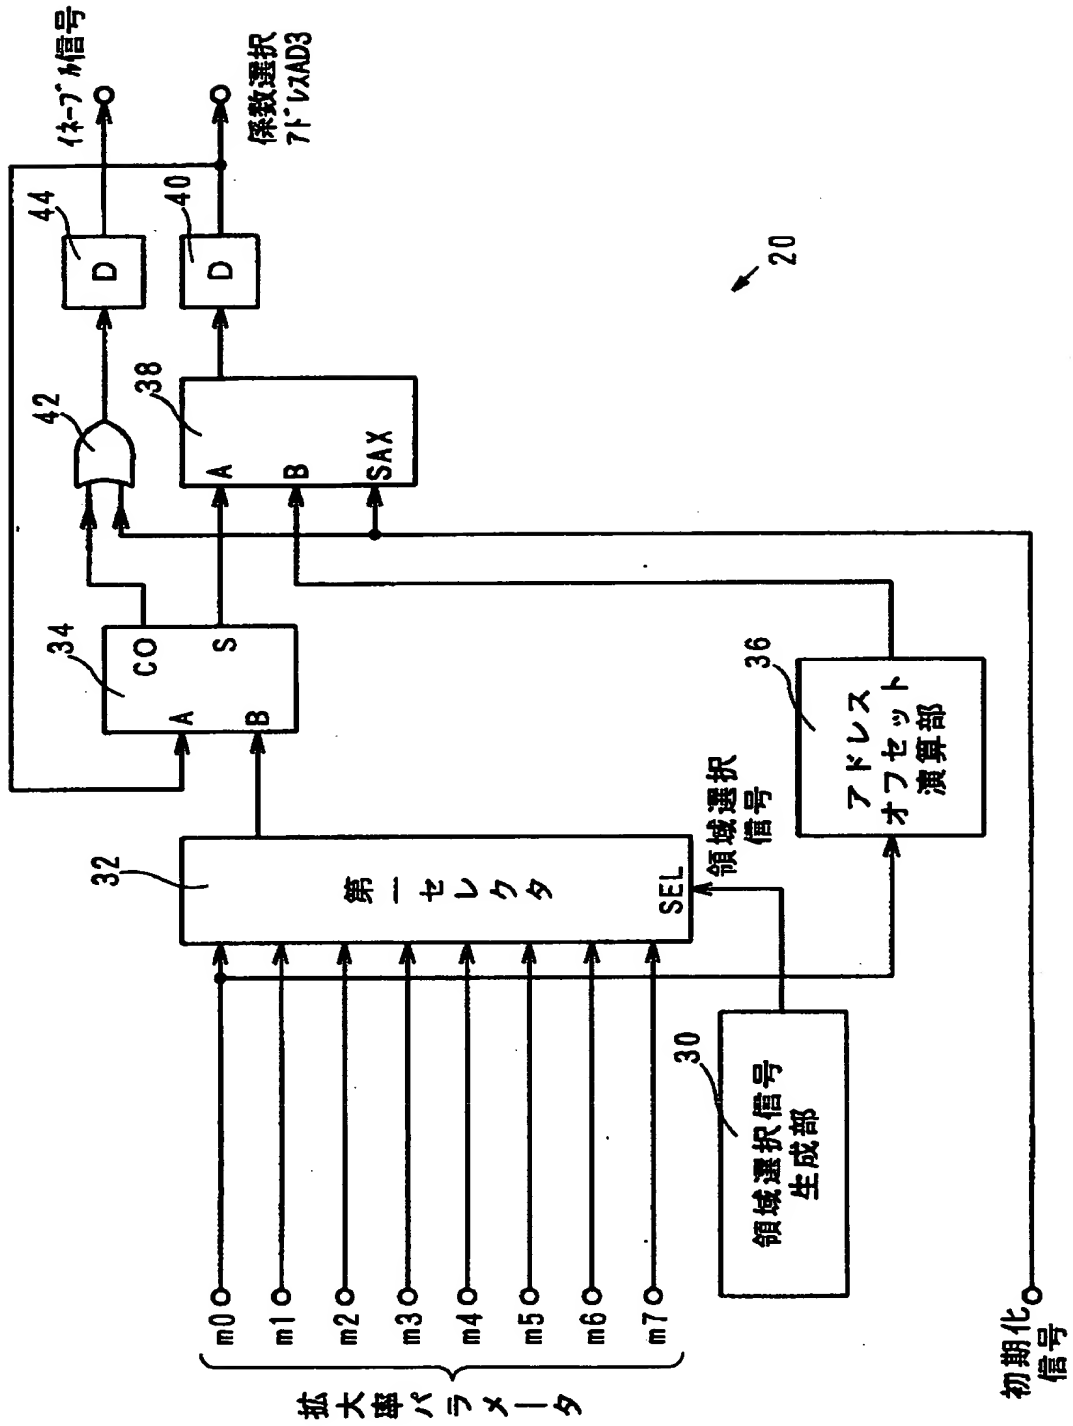 拡大率パラメータ
m0
m1
m2
m3
m4
m5
m6
m7
初期化
信号
30
領域選択信号
生成部
32
第一セレクタ
SEL
領域選択
信号
36
アドレス
オフセット
演算部
34
A
B
CO
S
42
38
A
B
SAX
44
D
40
D
イネーブル信号
係数選択
アドレスAD3
20